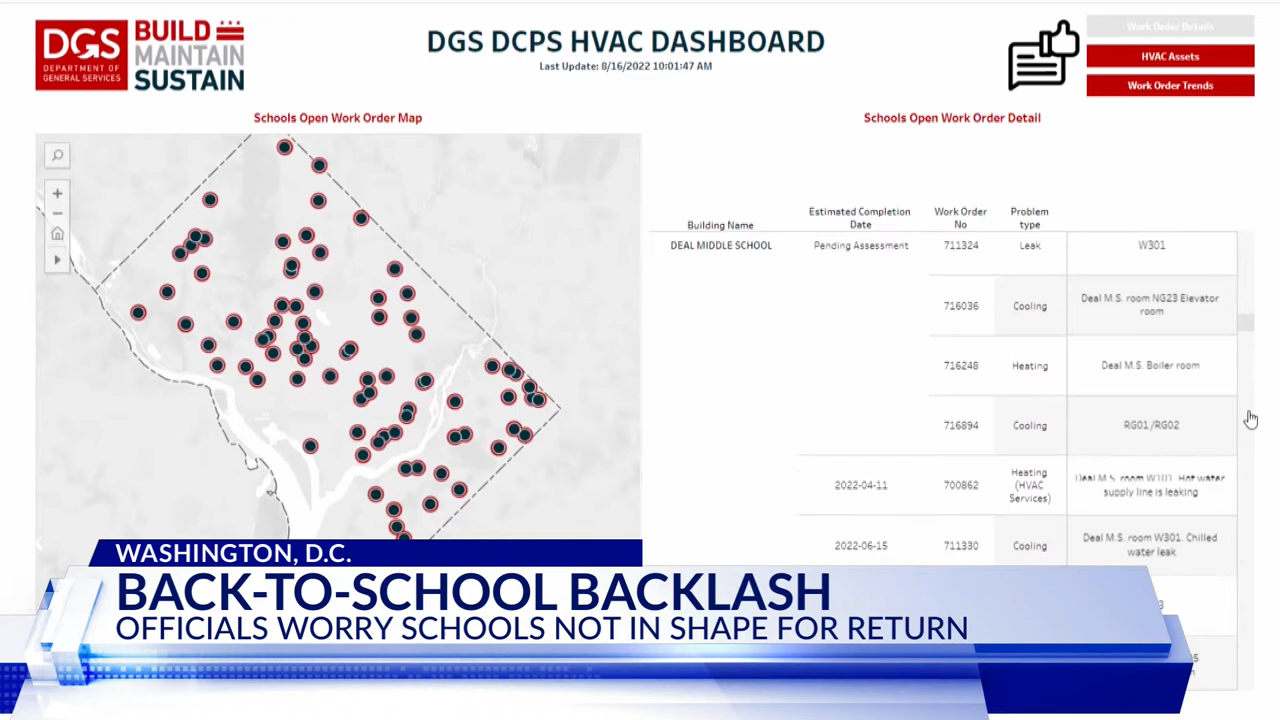 DGS
DEPARTMENT OF
GENERAL SERVICES
BUILD
MAINTAIN
SUSTAIN
DGS DCPS HVAC DASHBOARD
Last Update: 8/16/2022 10:01:47 AM
Work Order Details
HVAC Assets
Work Order Trends
Schools Open Work Order Map
Schools Open Work Order Detail
Building Name
Estimated Completion
Date
Work Order
No
Problem
type
DEAL MIDDLE SCHOOL
Pending Assessment
711324
Leak
W301
716036
Cooling
Deal M.S. room NG23 Elevator
room
716248
Heating
Deal M.S. Boiler room
716894
Cooling
RG01/RG02
2022-04-11
700862
Heating
(HVAC
Services)
Deal M.S. room W101. Hot water
supply line is leaking
2022-06-15
711330
Cooling
Deal M.S. room W301. Chilled
water leak
WASHINGTON, D.C.
BACK-TO-SCHOOL BACKLASH
OFFICIALS WORRY SCHOOLS NOT IN SHAPE FOR RETURN